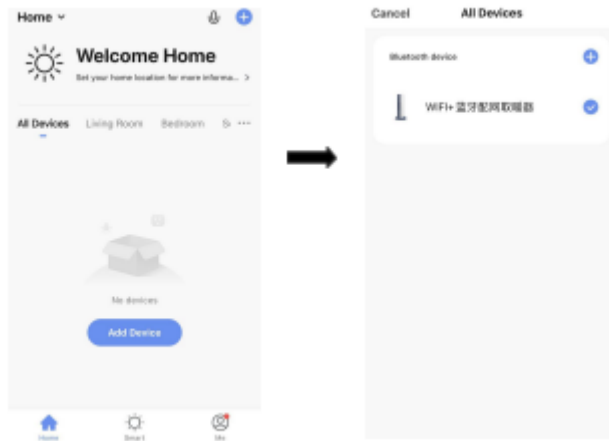 Home
Welcome Home
Set your home location for more informa...
All Devices Living Room Bedroom S ...
No devices
Add Device
Home Smart Me
Cancel All Devices
Bluetooth device
WIFI+蓝牙配网取暖器